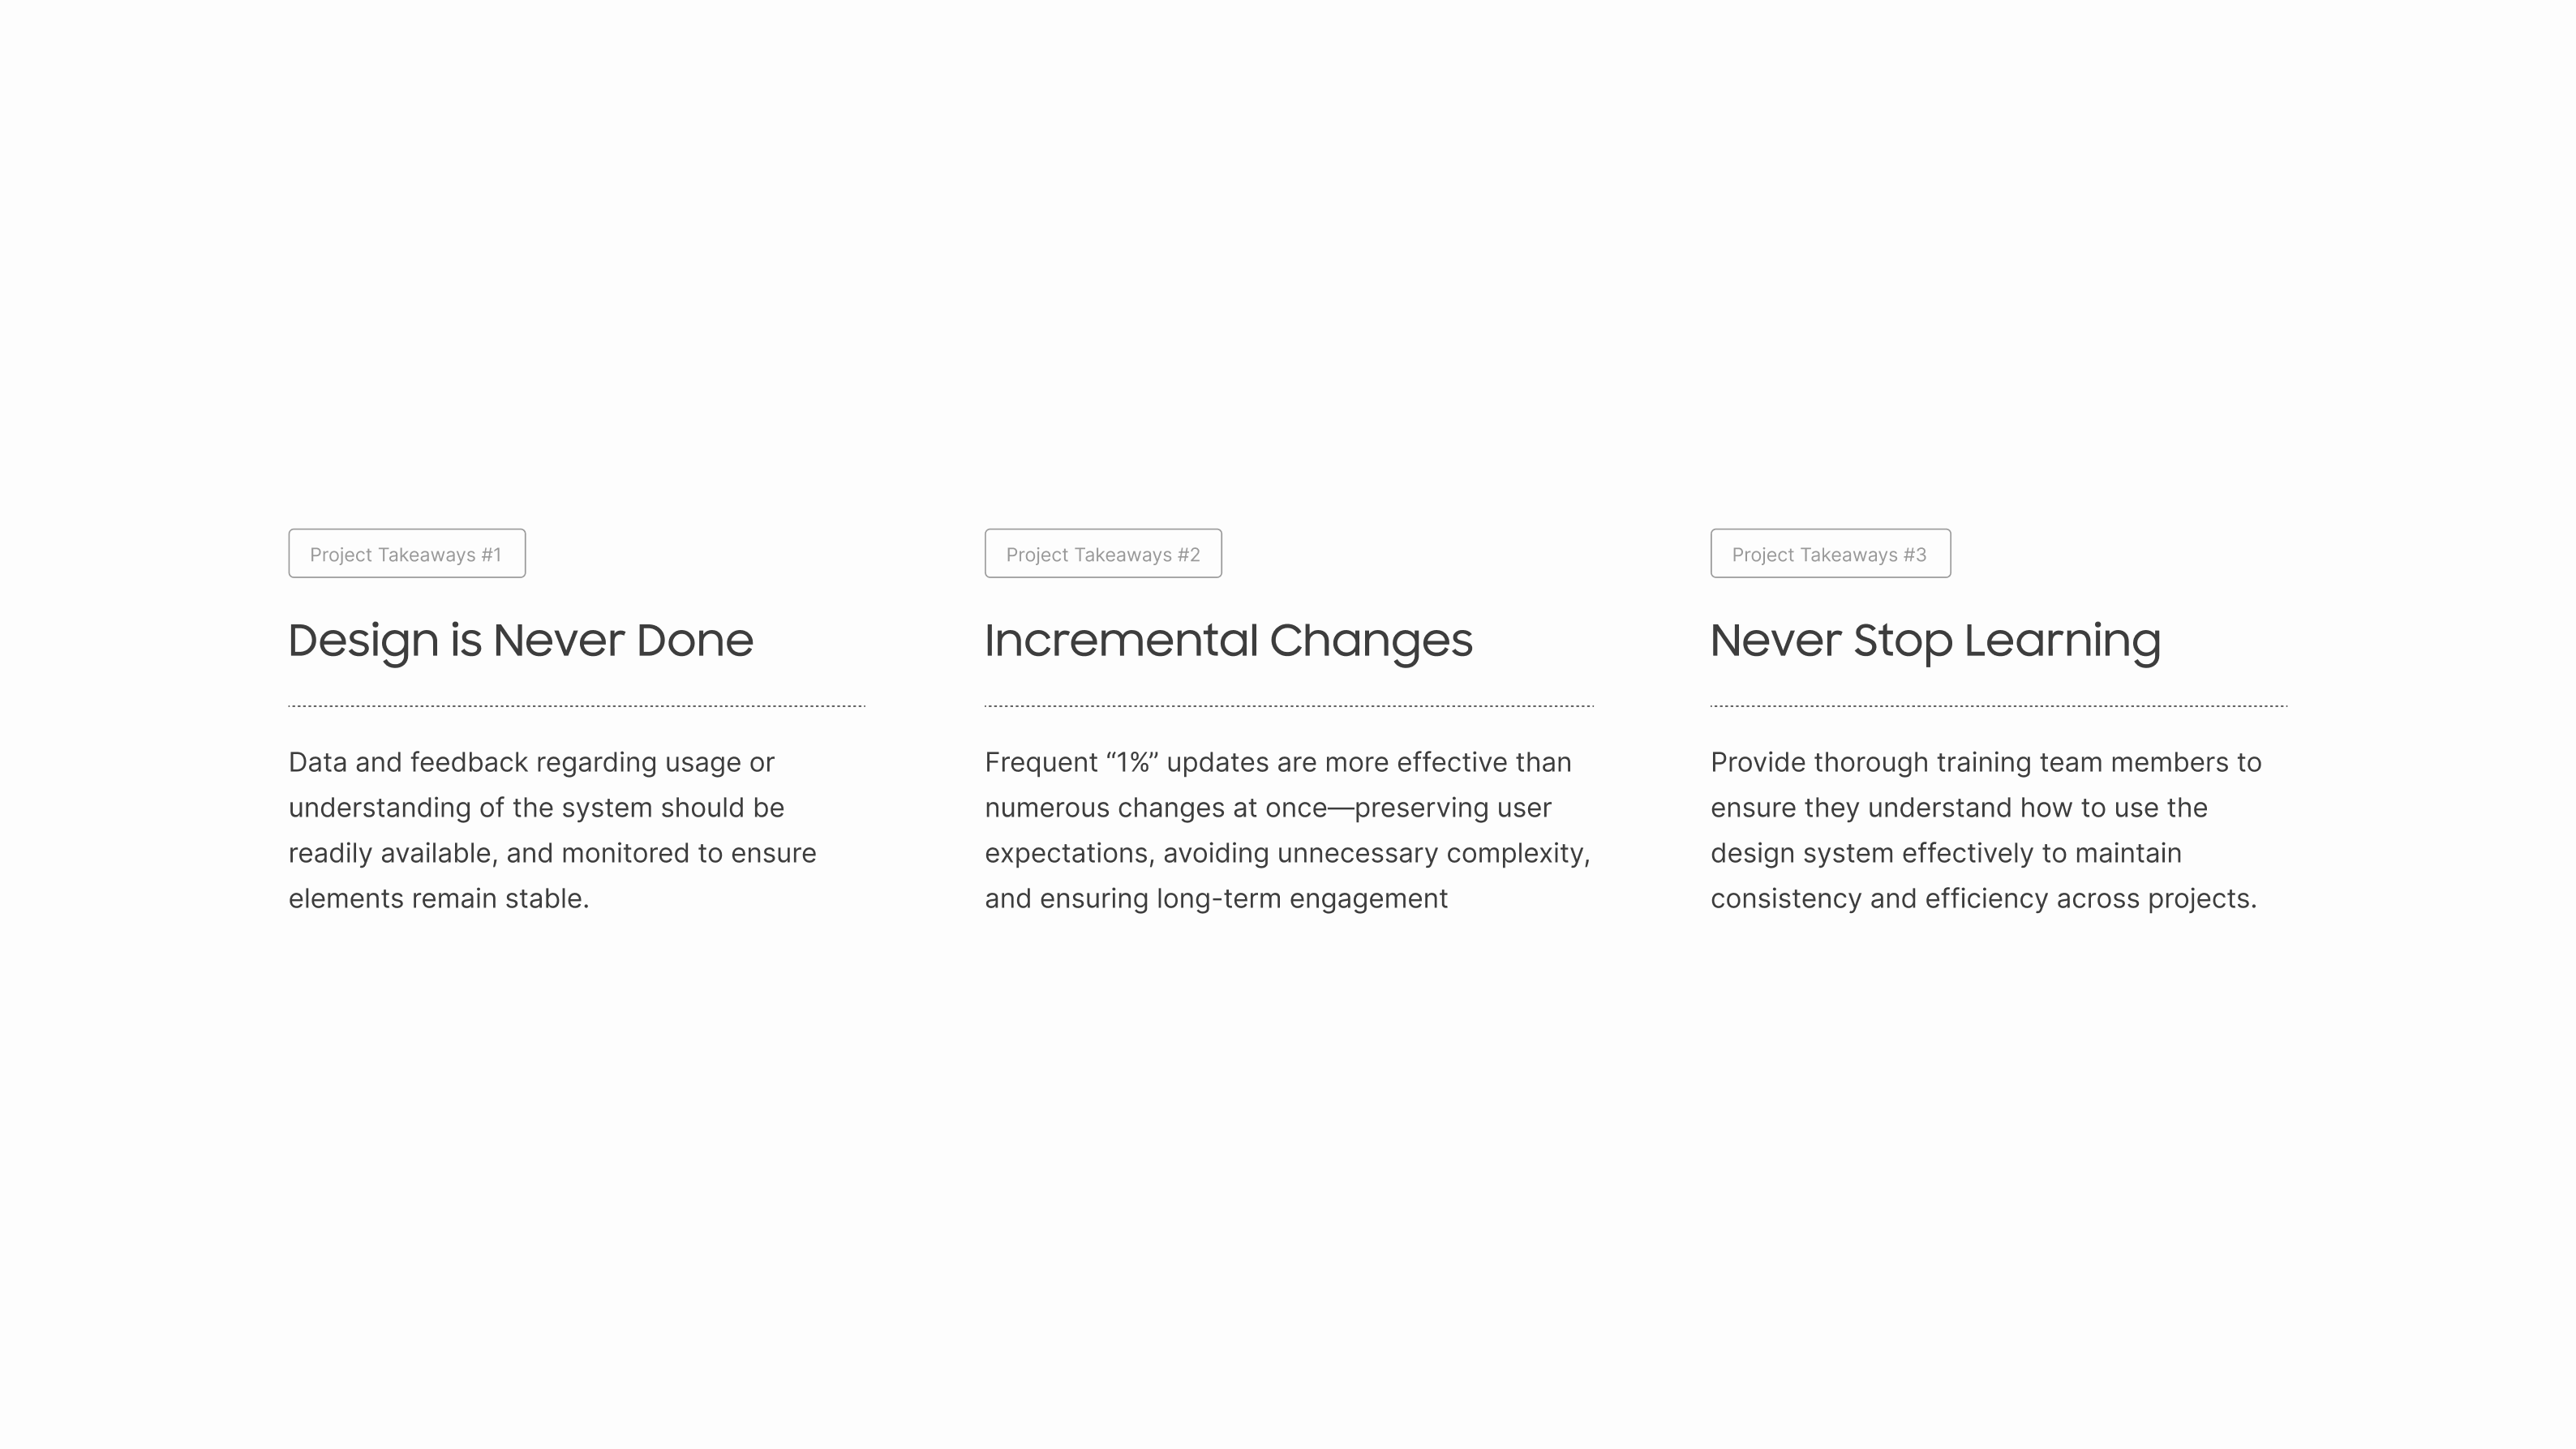 Project Takeaways #1
Design is Never Done
Data and feedback regarding usage or
understanding of the system should be
readily available, and monitored to ensure
elements remain stable.
Project Takeaways #2
Incremental Changes
Frequent “1%” updates are more effective than
numerous changes at once—preserving user
expectations, avoiding unnecessary complexity,
and ensuring long-term engagement
Project Takeaways #3
Never Stop Learning
Provide thorough training team members to
ensure they understand how to use the
design system effectively to maintain
consistency and efficiency across projects.